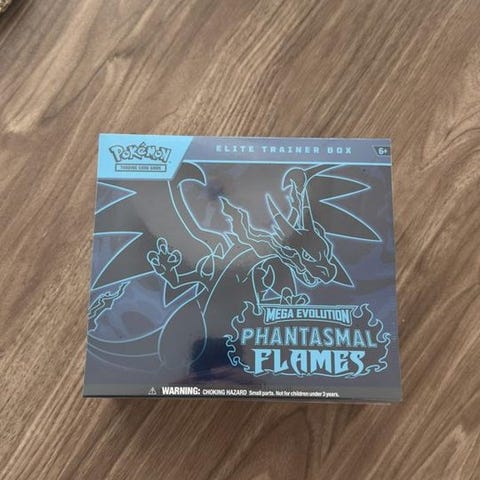 Pokémon
TRADING CARD GAME
ELITE TRAINER BOX
6+
MEGA EVOLUTION
PHANTASMAL
FLAMES
WARNING: CHOKING HAZARD Small parts. Not for children under 3 years.